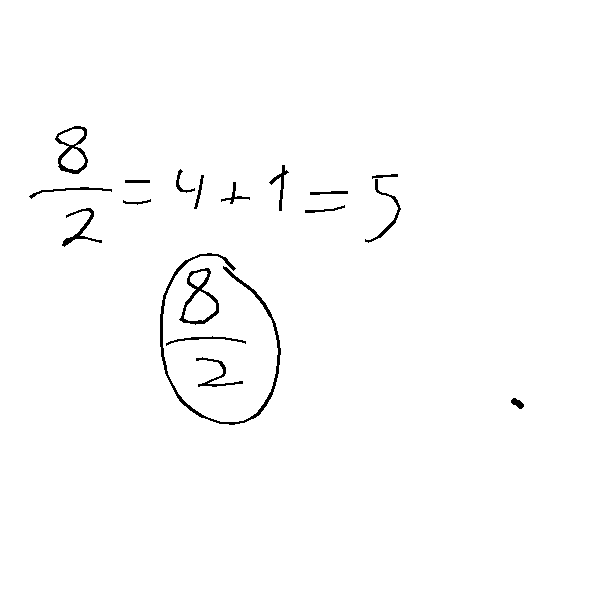 8/2 = 4 + 1 = 5
8/2